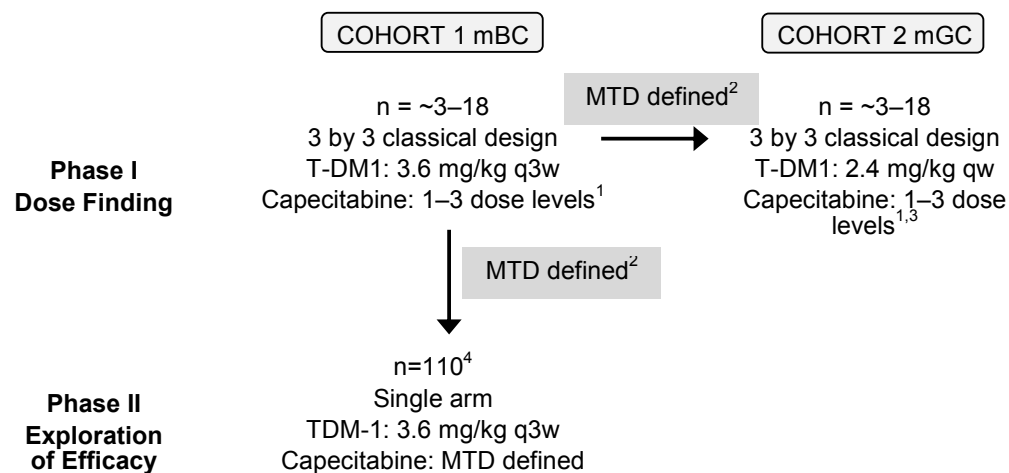 COHORT 1 mBC
COHORT 2 mGC
n = ~3–18
3 by 3 classical design
T-DM1: 3.6 mg/kg q3w
Capecitabine: 1–3 dose levels¹
MTD defined²
n = ~3–18
3 by 3 classical design
T-DM1: 2.4 mg/kg qw
Capecitabine: 1–3 dose
levels¹,³
Phase I
Dose Finding
MTD defined²
n=110⁴
Single arm
TDM-1: 3.6 mg/kg q3w
Capecitabine: MTD defined
Phase II
Exploration
of Efficacy